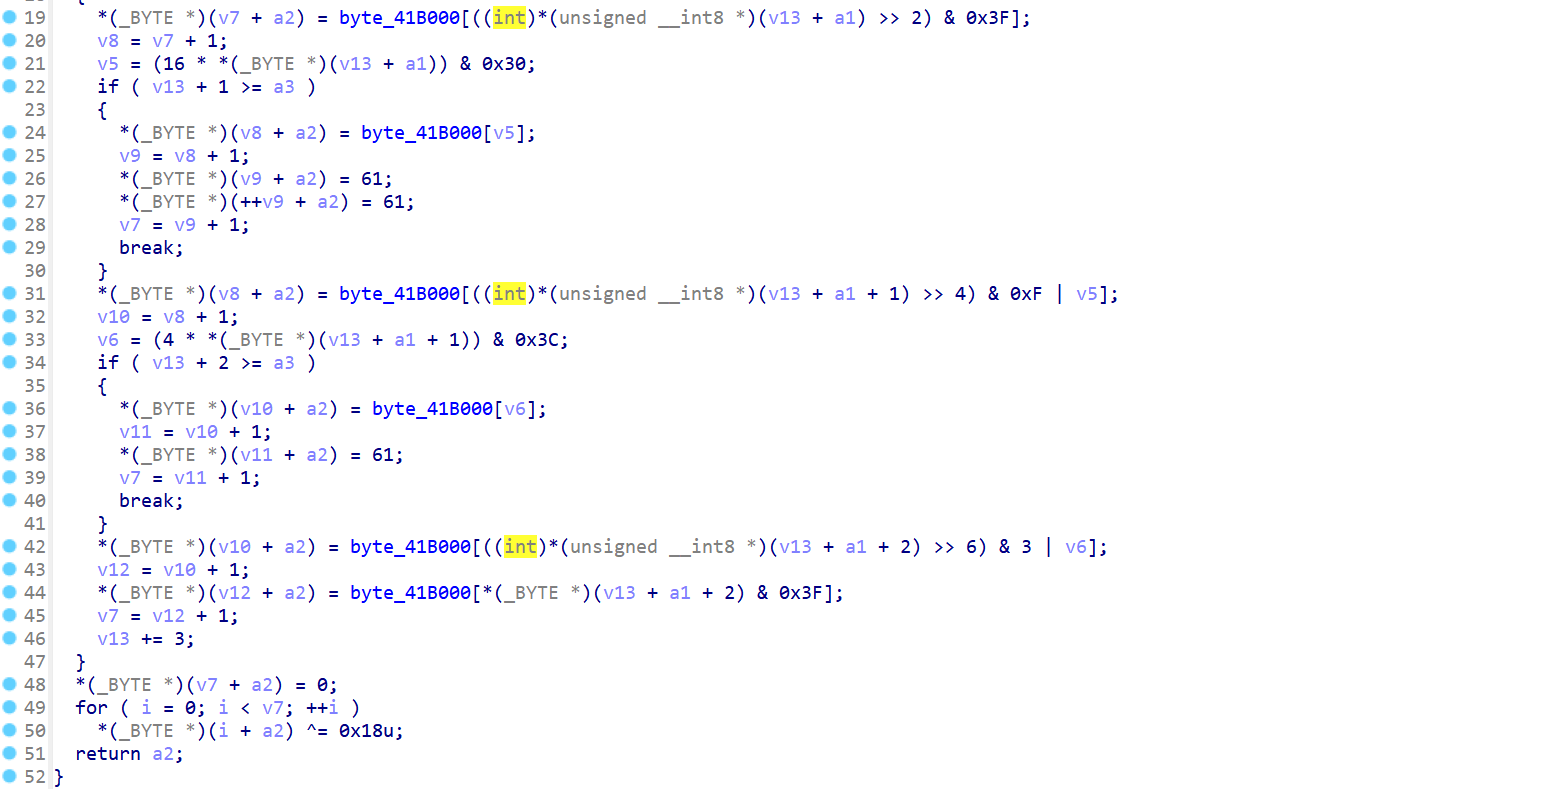 19 *(_BYTE *)(v7 + a2) = byte_41B000[((int)*(unsigned __int8 *)(v13 + a1) >> 2) & 0x3F];
20 v8 = v7 + 1;
21 v5 = (16 * *(_BYTE *)(v13 + a1)) & 0x30;
22 if ( v13 + 1 >= a3 )
23 {
24 *(_BYTE *)(v8 + a2) = byte_41B000[v5];
25 v9 = v8 + 1;
26 *(_BYTE *)(v9 + a2) = 61;
27 *(_BYTE *)(++v9 + a2) = 61;
28 v7 = v9 + 1;
29 break;
30 }
31 *(_BYTE *)(v8 + a2) = byte_41B000[((int)*(unsigned __int8 *)(v13 + a1 + 1) >> 4) & 0xF | v5];
32 v10 = v8 + 1;
33 v6 = (4 * *(_BYTE *)(v13 + a1 + 1)) & 0x3C;
34 if ( v13 + 2 >= a3 )
35 {
36 *(_BYTE *)(v10 + a2) = byte_41B000[v6];
37 v11 = v10 + 1;
38 *(_BYTE *)(v11 + a2) = 61;
39 v7 = v11 + 1;
40 break;
41 }
42 *(_BYTE *)(v10 + a2) = byte_41B000[((int)*(unsigned __int8 *)(v13 + a1 + 2) >> 6) & 3 | v6];
43 v12 = v10 + 1;
44 *(_BYTE *)(v12 + a2) = byte_41B000[*(_BYTE *)(v13 + a1 + 2) & 0x3F];
45 v7 = v12 + 1;
46 v13 += 3;
47 }
48 *(_BYTE *)(v7 + a2) = 0;
49 for ( i = 0; i < v7; ++i )
50 *(_BYTE *)(i + a2) ^= 0x18u;
51 return a2;
52 }